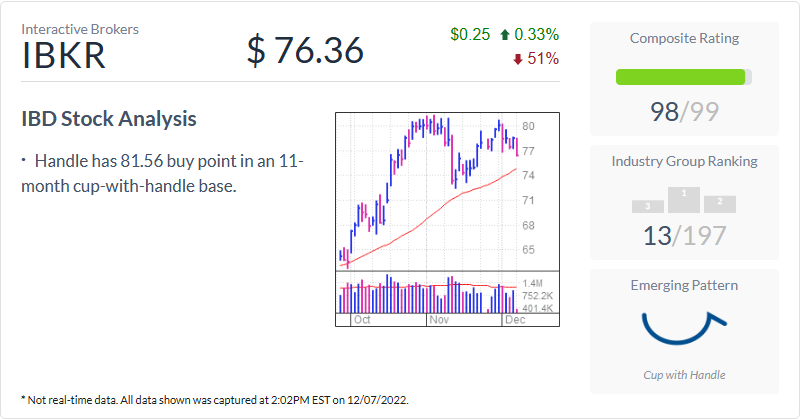 Interactive Brokers
IBKR
$ 76.36
$0.25 0.33%
51%
IBD Stock Analysis
· Handle has 81.56 buy point in an 11-
month cup-with-handle base.
80
77
74
71
68
65
1.4M
752.2K
401.4K
Oct Nov Dec
Composite Rating
98/99
Industry Group Ranking
3 1 2
13/197
Emerging Pattern
Cup with Handle
* Not real-time data. All data shown was captured at 2:02PM EST on 12/07/2022.